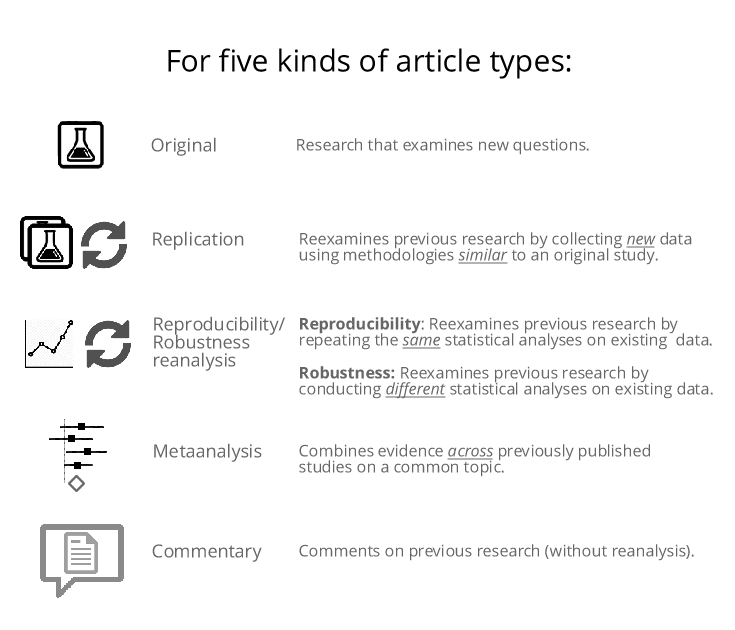 For five kinds of article types:
Original
Research that examines new questions.
Replication
Reexamines previous research by collecting new data
using methodologies similar to an original study.
Reproducibility/
Robustness
reanalysis
Reproducibility: Reexamines previous research by
repeating the same statistical analyses on existing data.
Robustness: Reexamines previous research by
conducting different statistical analyses on existing data.
Metaanalysis
Combines evidence across previously published
studies on a common topic.
Commentary
Comments on previous research (without reanalysis).